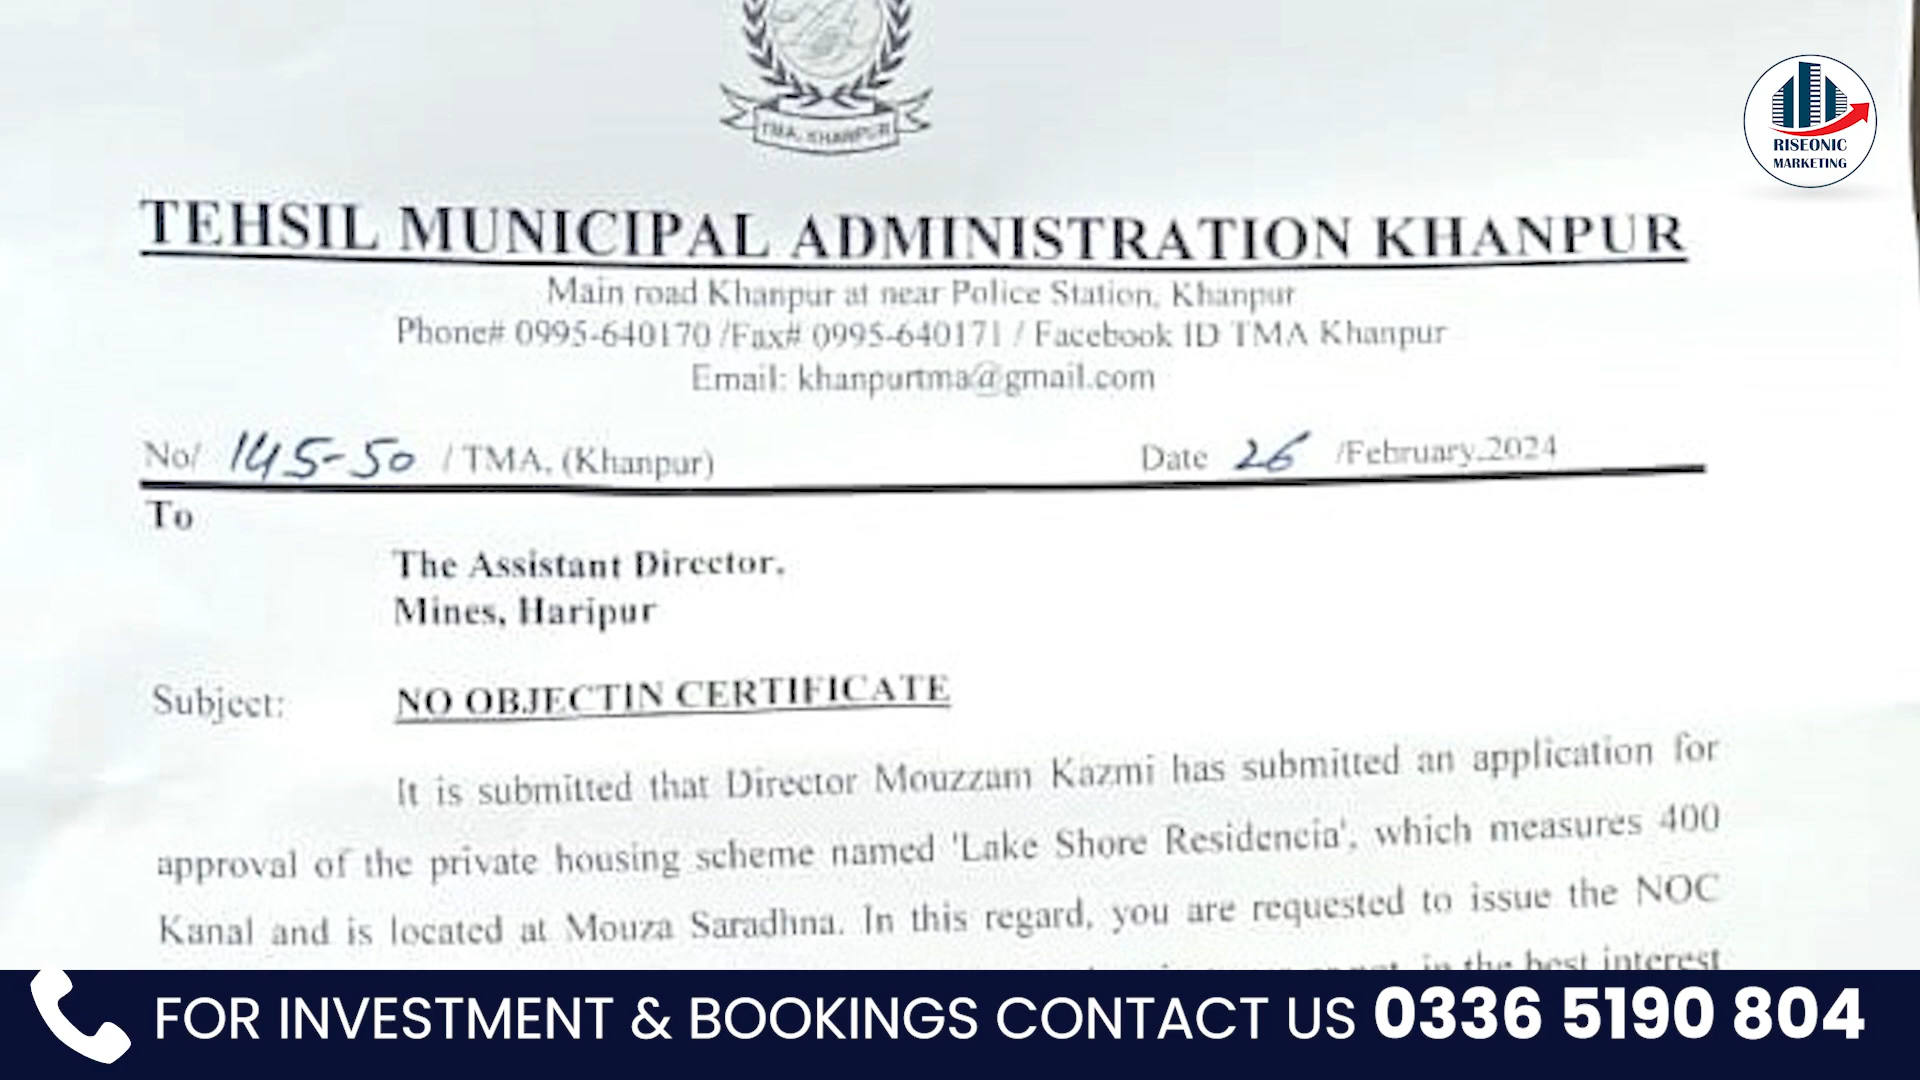 TMA, KHANPUR
RISEONIC
MARKETING
TEHSIL MUNICIPAL ADMINISTRATION KHANPUR
Main road Khanpur at near Police Station, Khanpur
Phone# 0995-640170 /Fax# 0995-640171 / Facebook ID TMA Khanpur
Email: khanpurtma@gmail.com
No/ 145-50 / TMA, (Khanpur) Date 26 /February.2024
To
The Assistant Director,
Mines, Haripur
Subject: NO OBJECTIN CERTIFICATE
It is submitted that Director Mouzzam Kazmi has submitted an application for
approval of the private housing scheme named 'Lake Shore Residencia', which measures 400
Kanal and is located at Mouza Saradhna. In this regard, you are requested to issue the NOC
in the best interest
FOR INVESTMENT & BOOKINGS CONTACT US 0336 5190 804